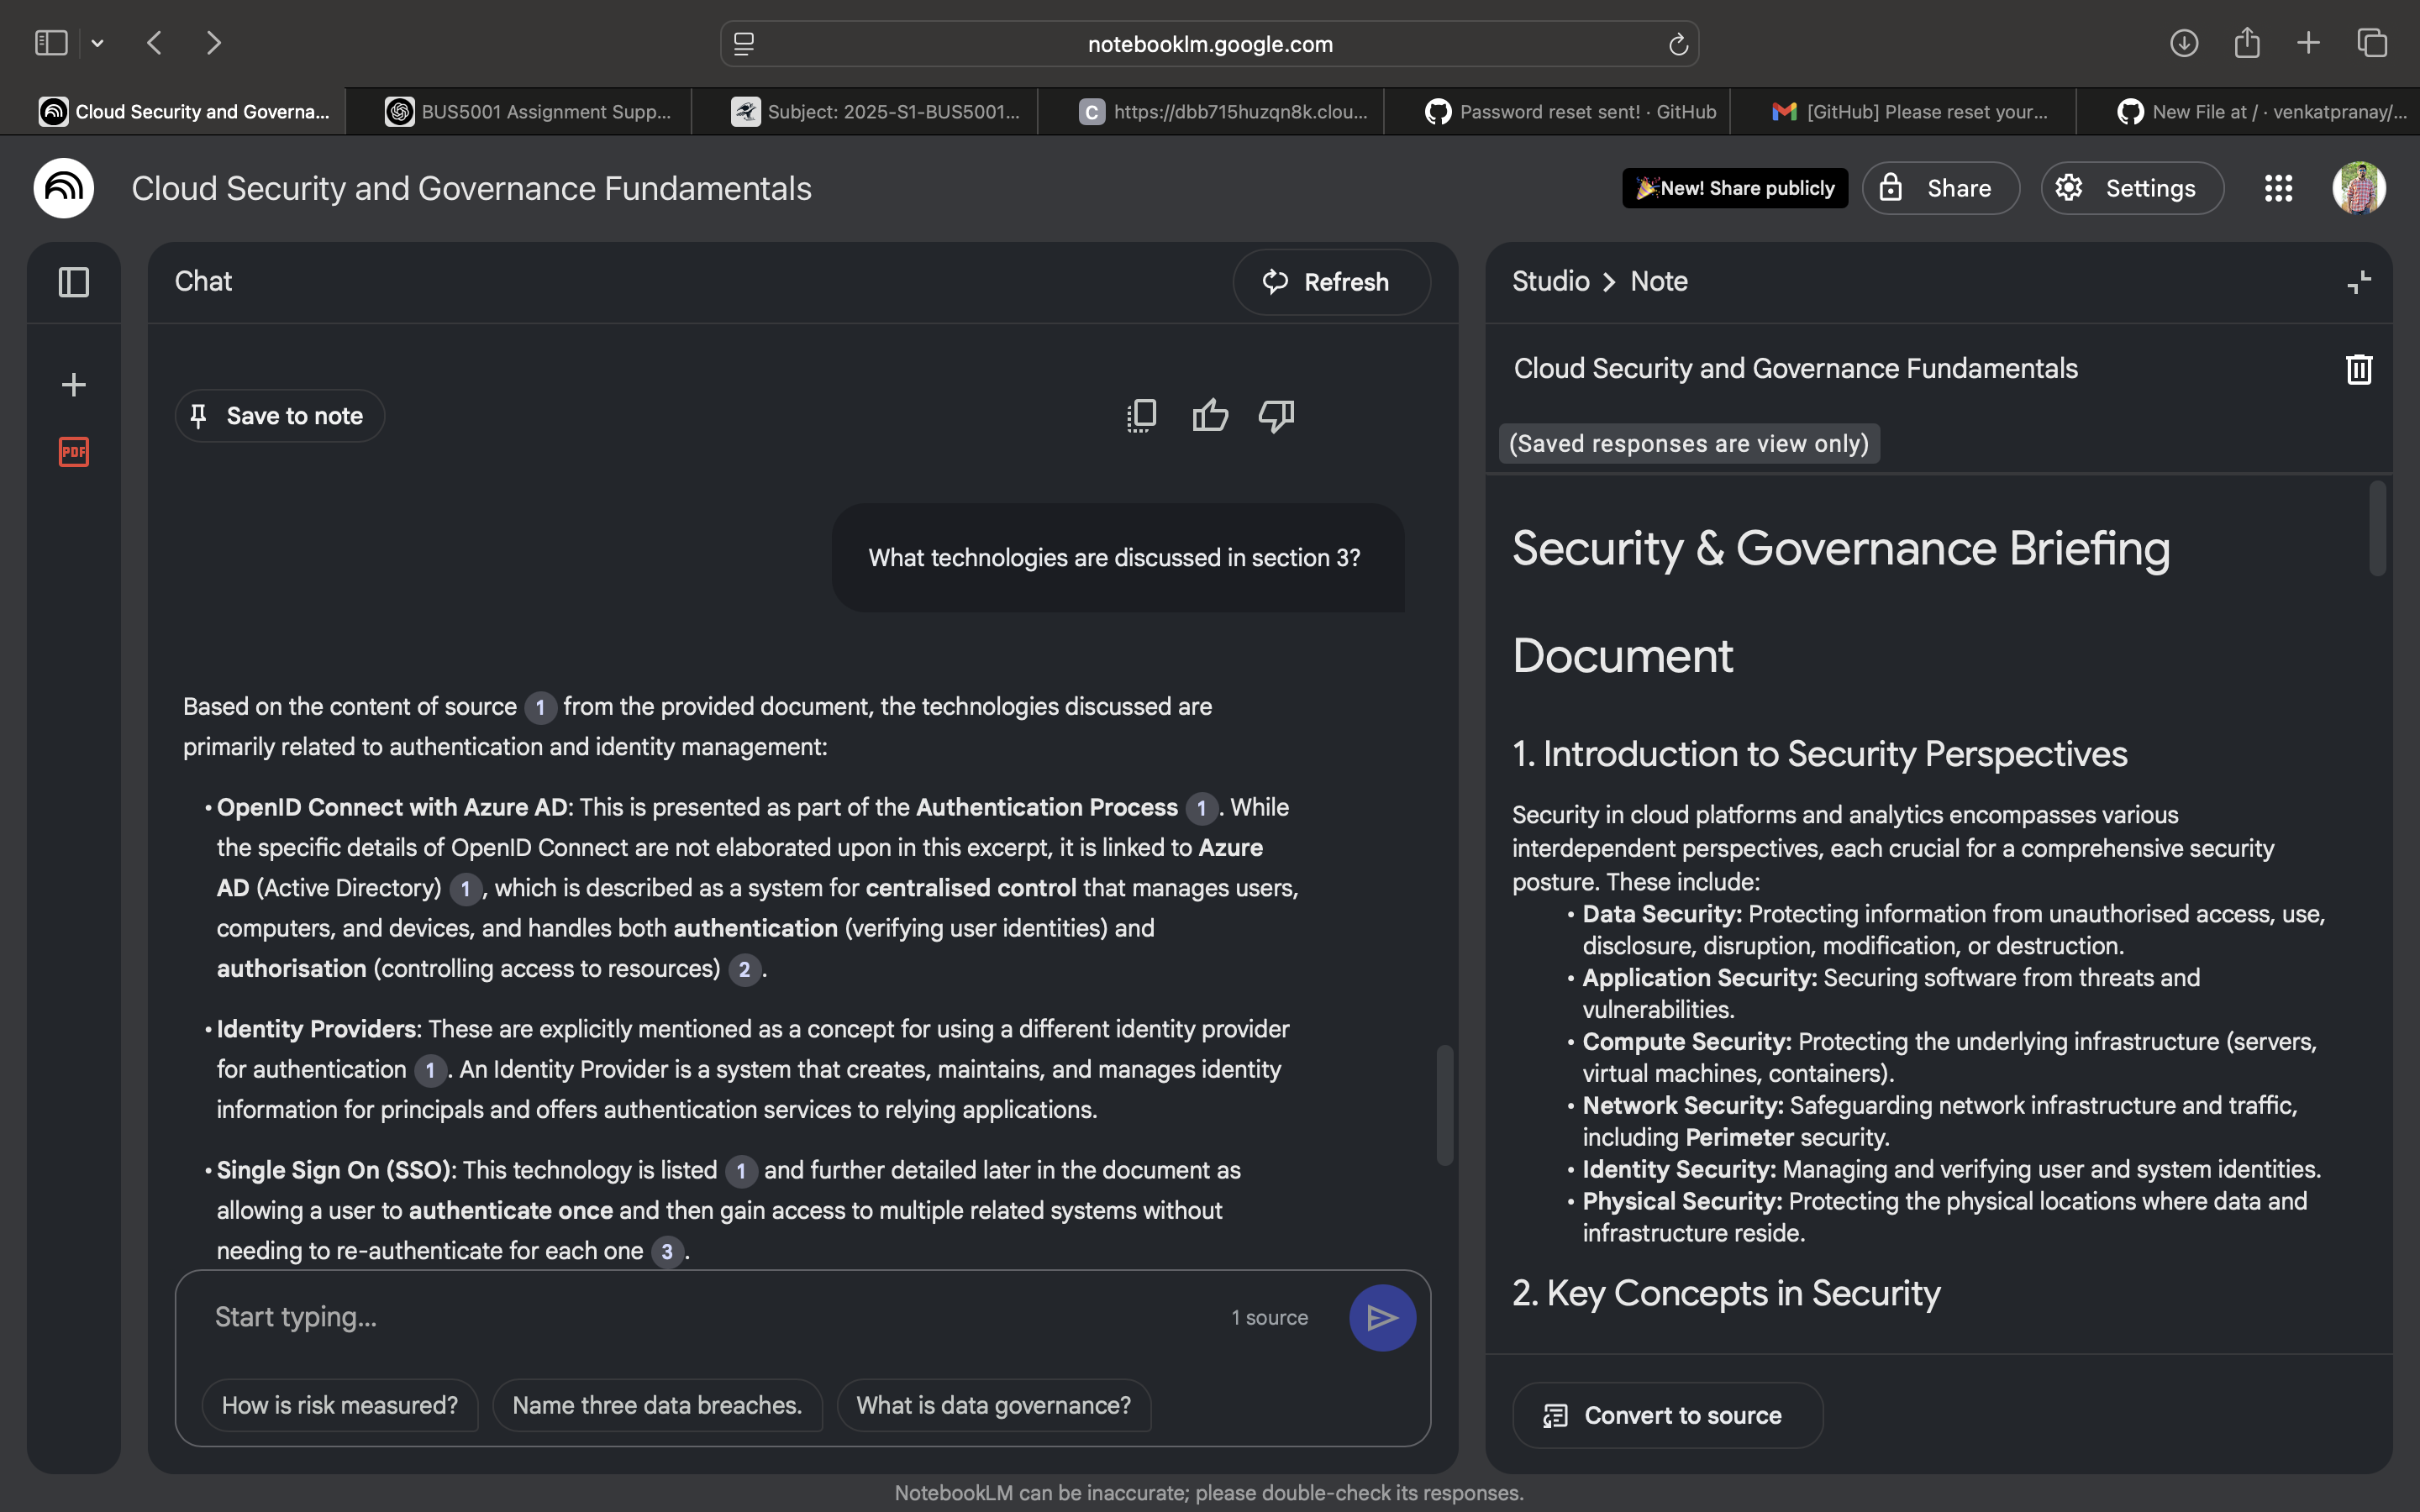 notebooklm.google.com
Cloud Security and Governa...
BUS5001 Assignment Supp...
Subject: 2025-S1-BUS5001...
C
https://dbb715huzqn8k.clou...
Password reset sent! · GitHub
[GitHub] Please reset your...
New File at / · venkatpranay/...
Cloud Security and Governance Fundamentals
New! Share publicly
Share
Settings
Chat
Refresh
Save to note
PDF
What technologies are discussed in section 3?
Based on the content of source 1 from the provided document, the technologies discussed are
primarily related to authentication and identity management:
• OpenID Connect with Azure AD: This is presented as part of the Authentication Process 1. While
the specific details of OpenID Connect are not elaborated upon in this excerpt, it is linked to Azure
AD (Active Directory) 1, which is described as a system for centralised control that manages users,
computers, and devices, and handles both authentication (verifying user identities) and
authorisation (controlling access to resources) 2.
• Identity Providers: These are explicitly mentioned as a concept for using a different identity provider
for authentication 1. An Identity Provider is a system that creates, maintains, and manages identity
information for principals and offers authentication services to relying applications.
• Single Sign On (SSO): This technology is listed 1 and further detailed later in the document as
allowing a user to authenticate once and then gain access to multiple related systems without
needing to re-authenticate for each one 3.
Start typing...
1 source
How is risk measured?
Name three data breaches.
What is data governance?
Studio > Note
Cloud Security and Governance Fundamentals
(Saved responses are view only)
Security & Governance Briefing
Document
1. Introduction to Security Perspectives
Security in cloud platforms and analytics encompasses various
interdependent perspectives, each crucial for a comprehensive security
posture. These include:
• Data Security: Protecting information from unauthorised access, use,
disclosure, disruption, modification, or destruction.
• Application Security: Securing software from threats and
vulnerabilities.
• Compute Security: Protecting the underlying infrastructure (servers,
virtual machines, containers).
• Network Security: Safeguarding network infrastructure and traffic,
including Perimeter security.
• Identity Security: Managing and verifying user and system identities.
• Physical Security: Protecting the physical locations where data and
infrastructure reside.
2. Key Concepts in Security
Convert to source
NotebookLM can be inaccurate; please double-check its responses.